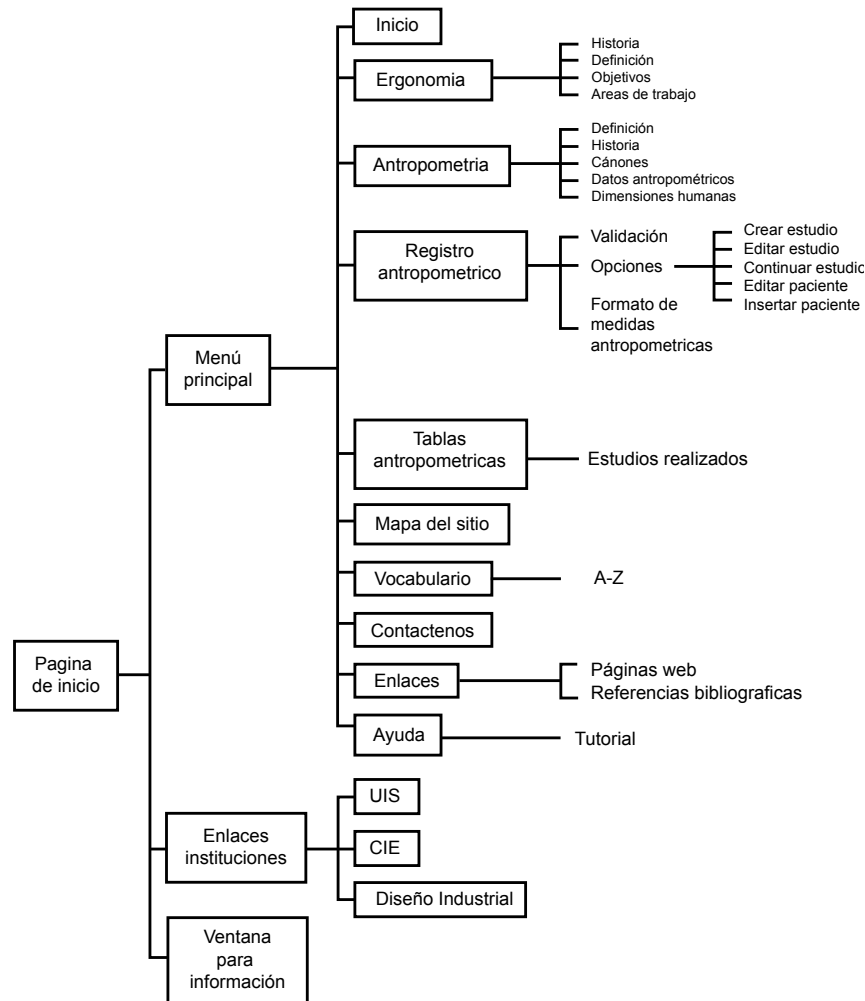 Inicio
Ergonomia
Historia
Definición
Objetivos
Areas de trabajo
Antropometria
Definición
Historia
Cánones
Datos antropométricos
Dimensiones humanas
Registro
antropometrico
Validación
Opciones
Formato de
medidas
antropometricas
Crear estudio
Editar estudio
Continuar estudio
Editar paciente
Insertar paciente
Menú
principal
Tablas
antropometricas
Estudios realizados
Mapa del sitio
Vocabulario
A-Z
Contactenos
Pagina
de inicio
Enlaces
Páginas web
Referencias bibliograficas
Ayuda
Tutorial
Enlaces
instituciones
UIS
CIE
Diseño Industrial
Ventana
para
información